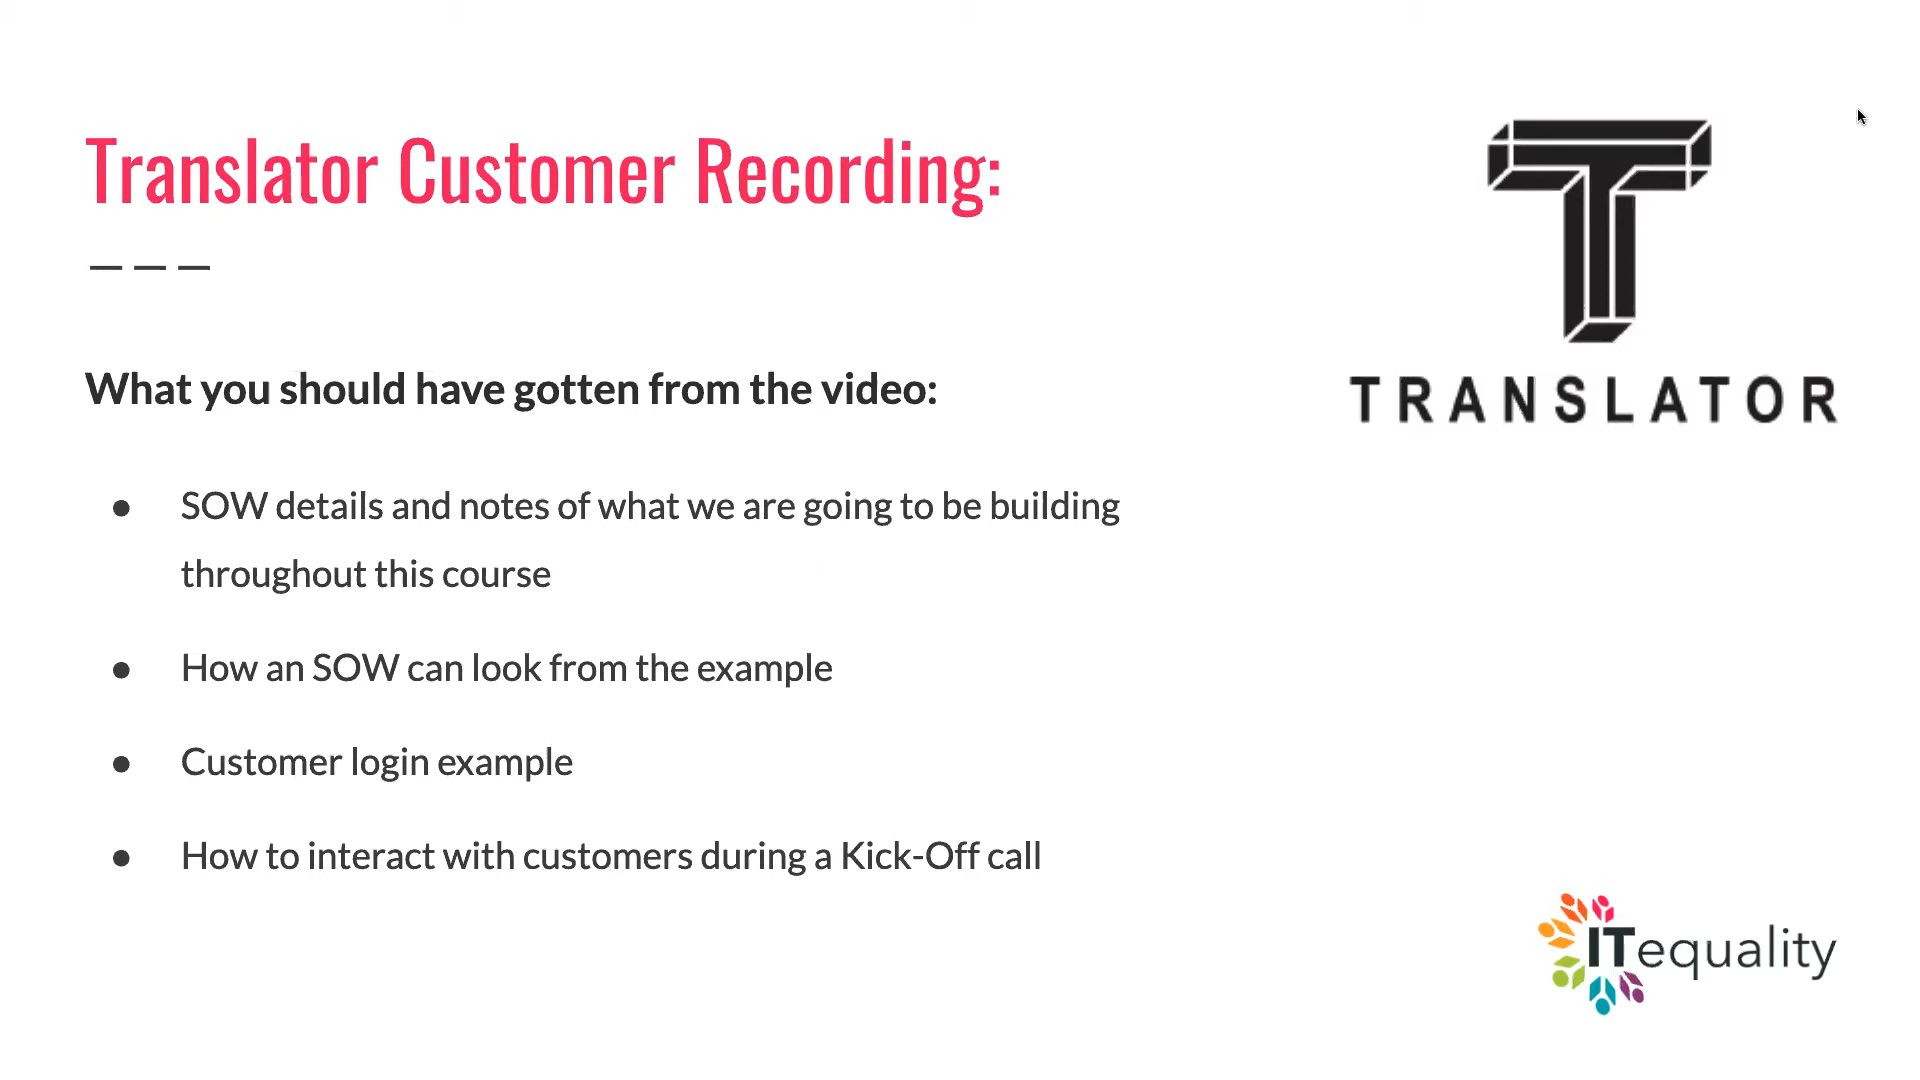 Translator Customer Recording:
TRANSLATOR
What you should have gotten from the video:
● SOW details and notes of what we are going to be building
throughout this course
● How an SOW can look from the example
● Customer login example
● How to interact with customers during a Kick-Off call
ITequality